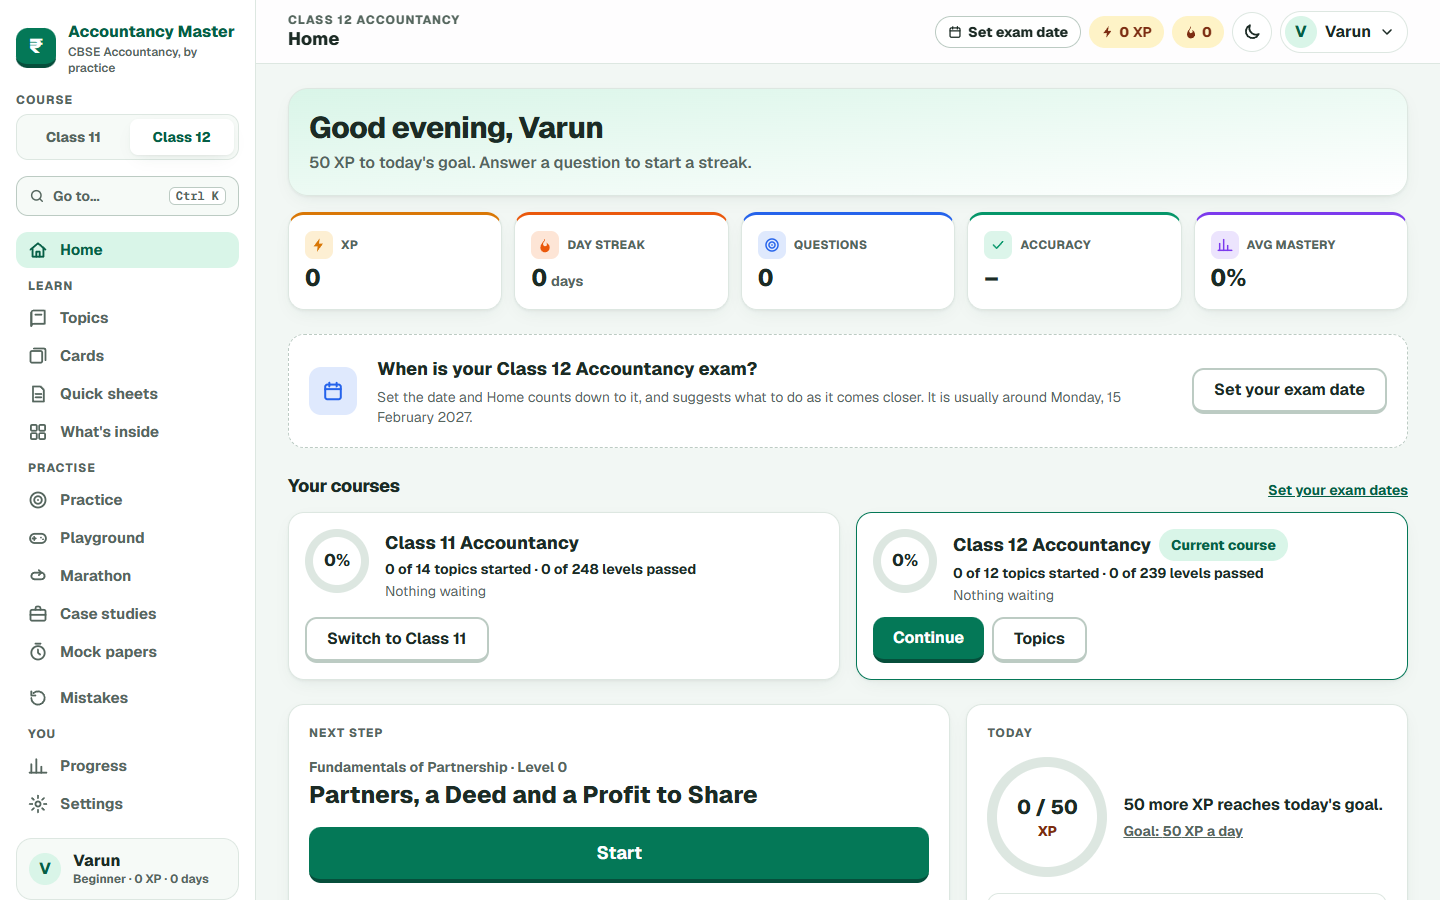 ₹
Accountancy Master
CBSE Accountancy, by
practice
COURSE
Class 11
Class 12
Go to...
Ctrl K
Home
LEARN
Topics
Cards
Quick sheets
What's inside
PRACTISE
Practice
Playground
Marathon
Case studies
Mock papers
Mistakes
YOU
Progress
Settings
V
Varun
Beginner · 0 XP · 0 days
CLASS 12 ACCOUNTANCY
Home
Set exam date
0 XP
0
V
Varun
Good evening, Varun
50 XP to today's goal. Answer a question to start a streak.
XP
0
DAY STREAK
0 days
QUESTIONS
0
ACCURACY
–
AVG MASTERY
0%
When is your Class 12 Accountancy exam?
Set the date and Home counts down to it, and suggests what to do as it comes closer. It is usually around Monday, 15
February 2027.
Set your exam date
Your courses
Set your exam dates
0%
Class 11 Accountancy
0 of 14 topics started · 0 of 248 levels passed
Nothing waiting
Switch to Class 11
0%
Class 12 Accountancy
Current course
0 of 12 topics started · 0 of 239 levels passed
Nothing waiting
Continue
Topics
NEXT STEP
Fundamentals of Partnership · Level 0
Partners, a Deed and a Profit to Share
Start
TODAY
0 / 50
XP
50 more XP reaches today's goal.
Goal: 50 XP a day